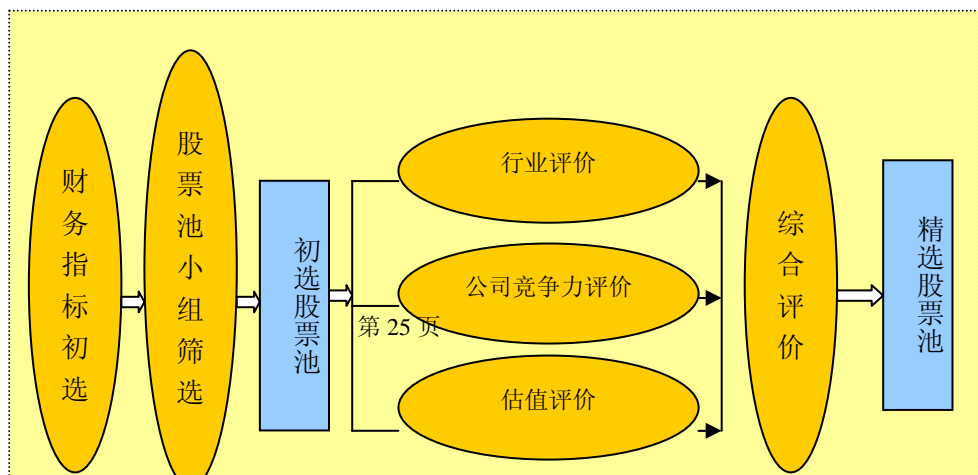 财务指标初选
股票池小组筛选
初选股票池
行业评价
公司竞争力评价
第 25 页
估值评价
综合评价
精选股票池